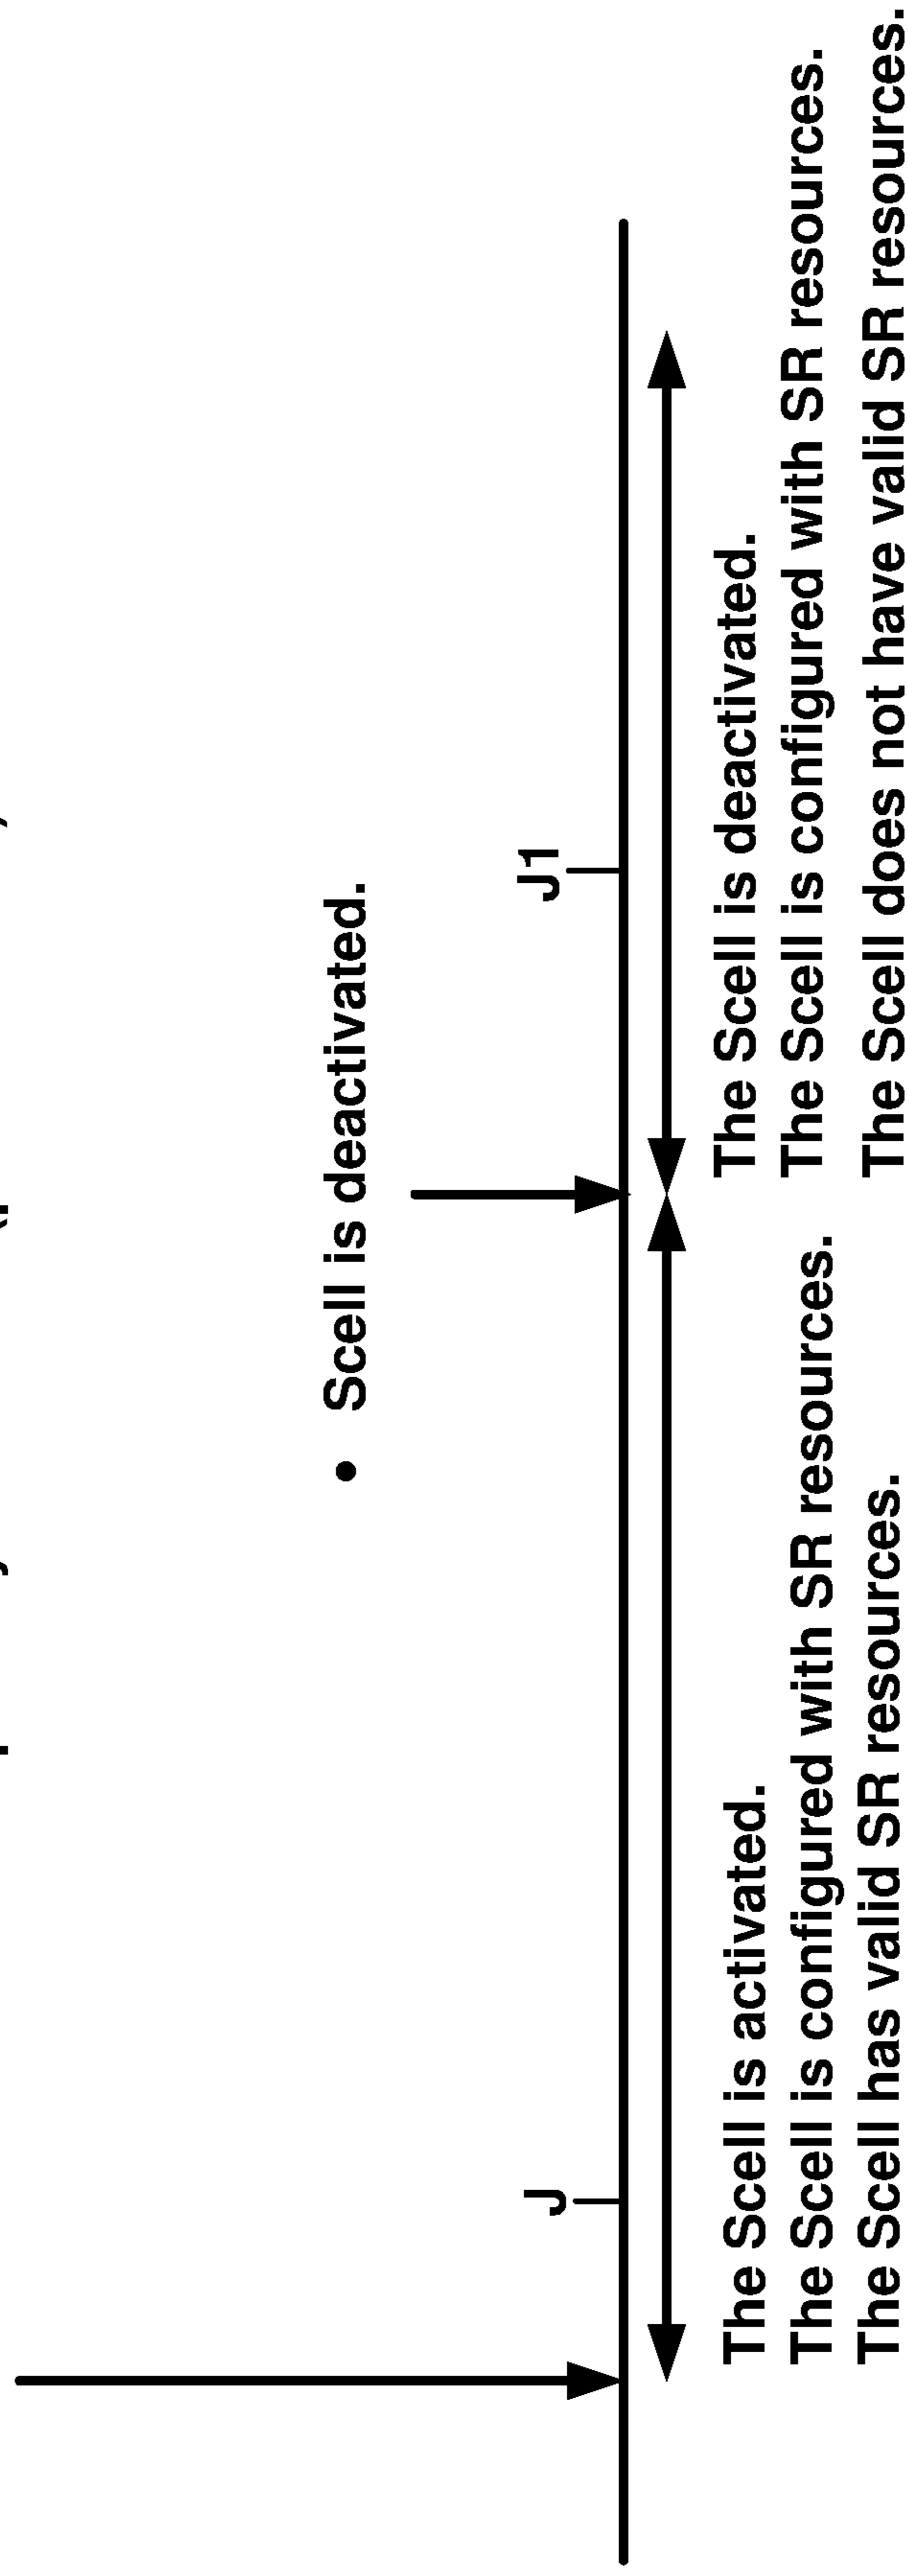 • Scell is deactivated.
J
J1
The Scell is activated.
The Scell is configured with SR resources.
The Scell has valid SR resources.
The Scell is deactivated.
The Scell is configured with SR resources.
The Scell does not have valid SR resources.